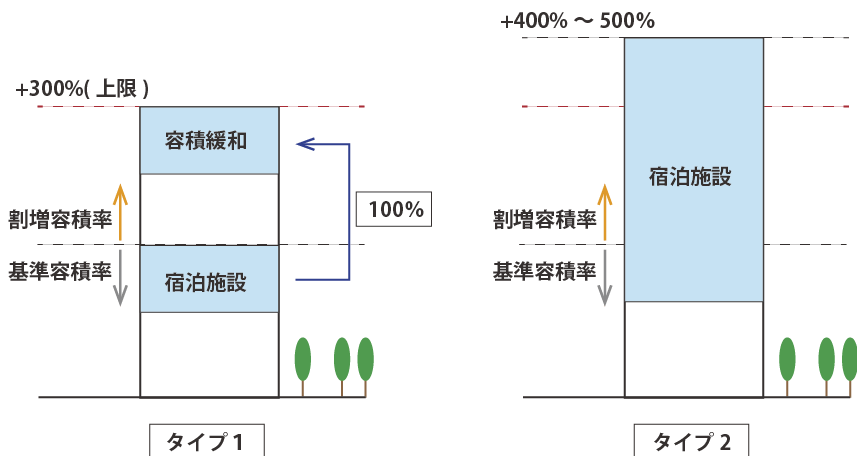 +300%( 上限 )
容積緩和
割増容積率
100%
基準容積率
宿泊施設
タイプ 1
+400% ～ 500%
宿泊施設
割増容積率
基準容積率
タイプ 2